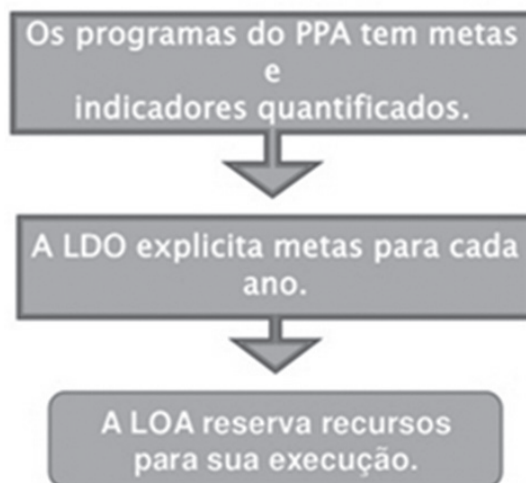 Os programas do PPA tem metas
e
indicadores quantificados.
A LDO explicita metas para cada
ano.
A LOA reserva recursos
para sua execução.